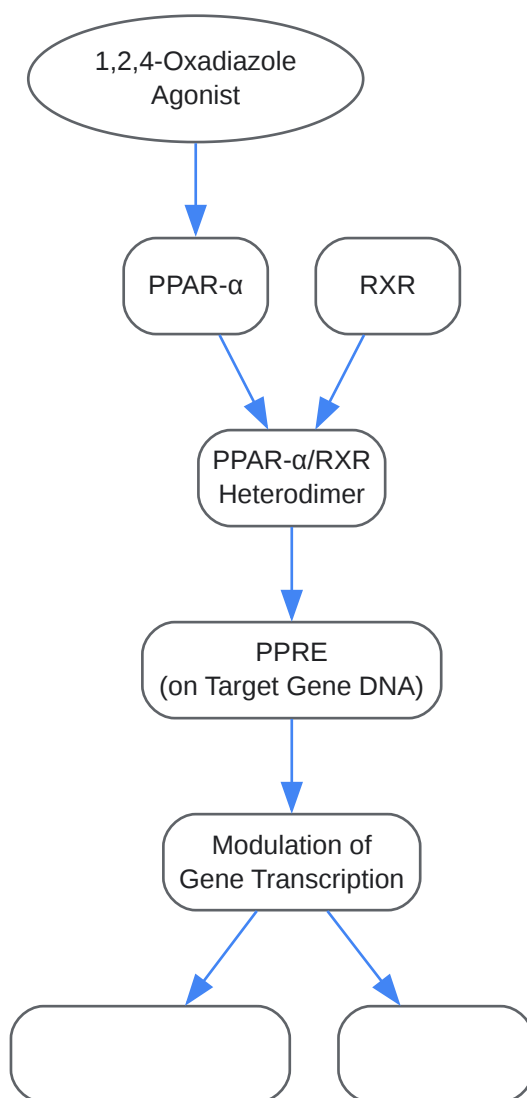 1,2,4-Oxadiazole
Agonist
PPAR-α
RXR
PPAR-α/RXR
Heterodimer
PPRE
(on Target Gene DNA)
Modulation of
Gene Transcription